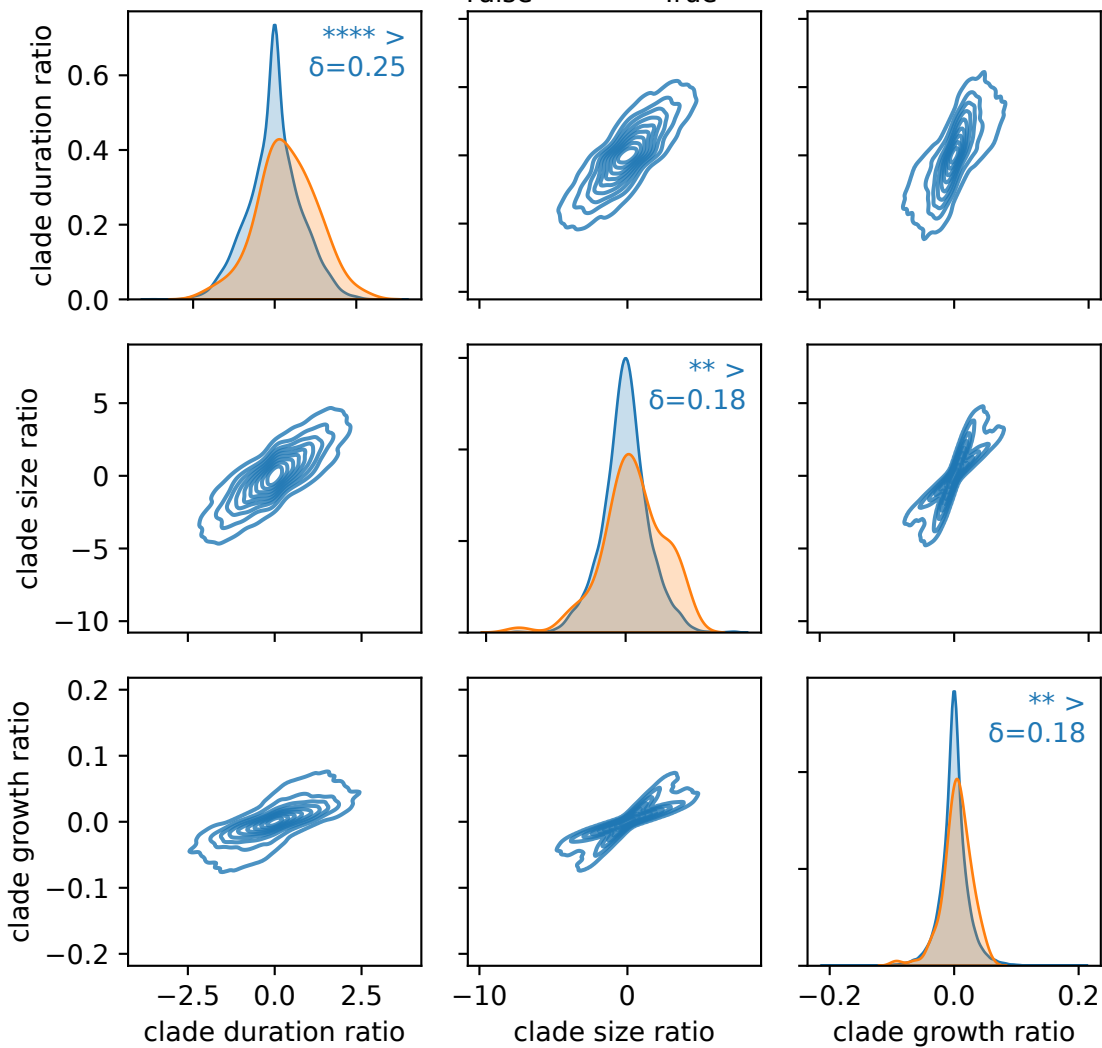 clade duration ratio
0.6
0.4
0.2
0.0
**** >
δ=0.25
clade size ratio
5
0
−5
−10
** >
δ=0.18
clade growth ratio
0.2
0.1
0.0
−0.1
−0.2
** >
δ=0.18
−2.5 0.0 2.5
−10 0
−0.2 0.0 0.2
clade duration ratio
clade size ratio
clade growth ratio